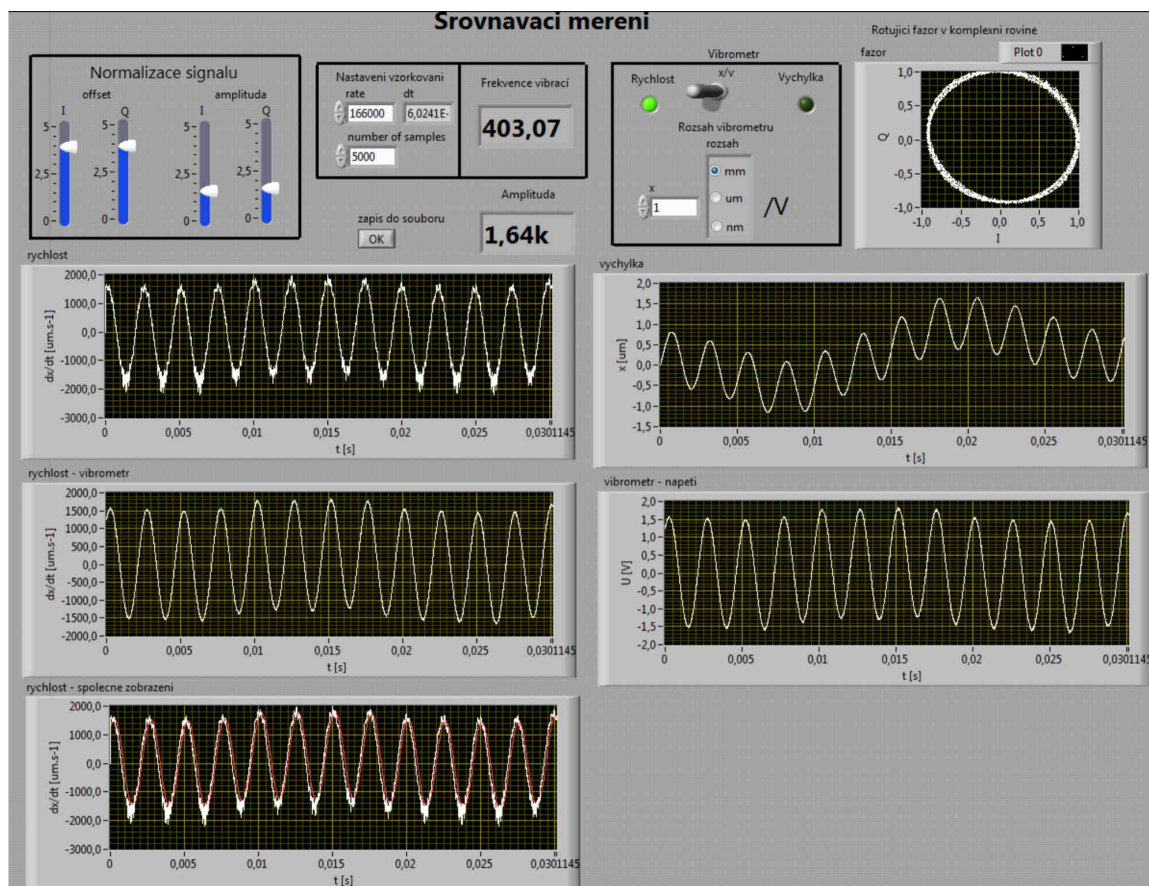 Srovnavaci mereni
Normalizace signalu
offset
amplituda
I
Q
I
Q
5
2,5
0
5
2,5
0
5
2,5
0
5
2,5
0
Nastaveni vzorkovani
rate
dt
166000
6,0241E-
number of samples
5000
Frekvence vibrací
403,07
zapis do souboru
OK
Amplituda
1,64k
Vibrometr
x/v
Rychlost
Vychylka
Rozsah vibrometru
rozsah
x
1
mm
um
nm
/V
Rotujici fazor v komplexni rovine
fazor
Plot 0
Q
1,0
0,5
0,0
-0,5
-1,0
-1,0 -0,5 0,0 0,5 1,0
I
rychlost
dx/dt [um.s-1]
2000,0
1000,0
0,0
-1000,0
-2000,0
-3000,0
0 0,005 0,01 0,015 0,02 0,025 0,0301145
t [s]
vychylka
x [um]
2,0
1,5
1,0
0,5
0,0
-0,5
-1,0
-1,5
0 0,005 0,01 0,015 0,02 0,025 0,0301145
t [s]
rychlost - vibrometr
dx/dt [um.s-1]
2000,0
1500,0
1000,0
500,0
0,0
-500,0
-1000,0
-1500,0
-2000,0
0 0,005 0,01 0,015 0,02 0,025 0,0301145
t [s]
vibrometr - napeti
U [V]
2,0
1,5
1,0
0,5
0,0
-0,5
-1,0
-1,5
-2,0
0 0,005 0,01 0,015 0,02 0,025 0,0301145
t [s]
rychlost - spolecne zobrazeni
dx/dt [um.s-1]
2000,0
1000,0
0,0
-1000,0
-2000,0
-3000,0
0 0,005 0,01 0,015 0,02 0,025 0,0301145
t [s]